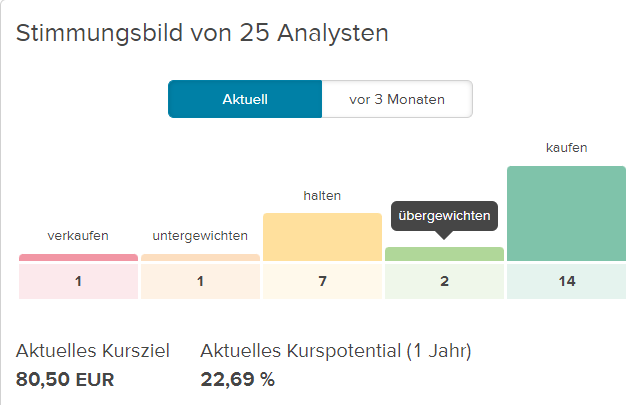 Stimmungsbild von 25 Analysten
Aktuell vor 3 Monaten
kaufen
halten
übergewichten
verkaufen untergewichten
1 1 7 2 14
Aktuelles Kursziel Aktuelles Kurspotential (1 Jahr)
80,50 EUR 22,69 %